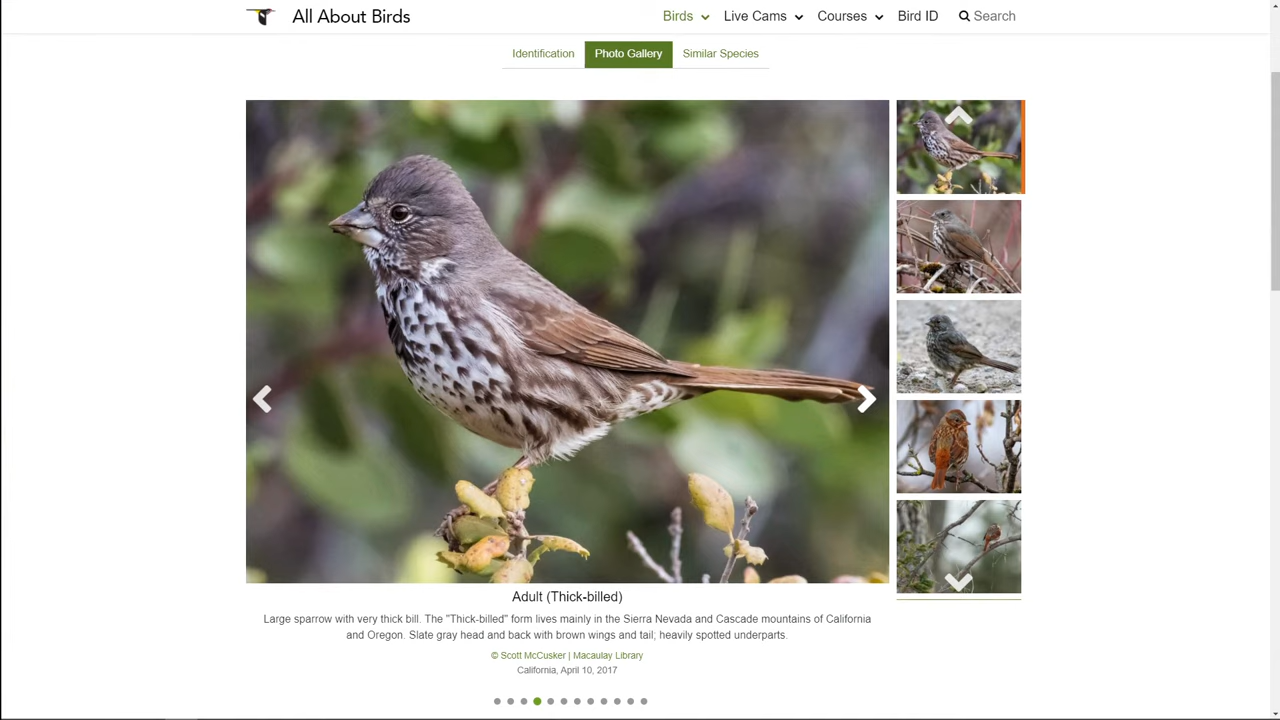 All About Birds
Birds
Live Cams
Courses
Bird ID
Search
Identification
Photo Gallery
Similar Species
Adult (Thick-billed)
Large sparrow with very thick bill. The "Thick-billed" form lives mainly in the Sierra Nevada and Cascade mountains of California
and Oregon. Slate gray head and back with brown wings and tail; heavily spotted underparts.
© Scott McCusker | Macaulay Library
California, April 10, 2017